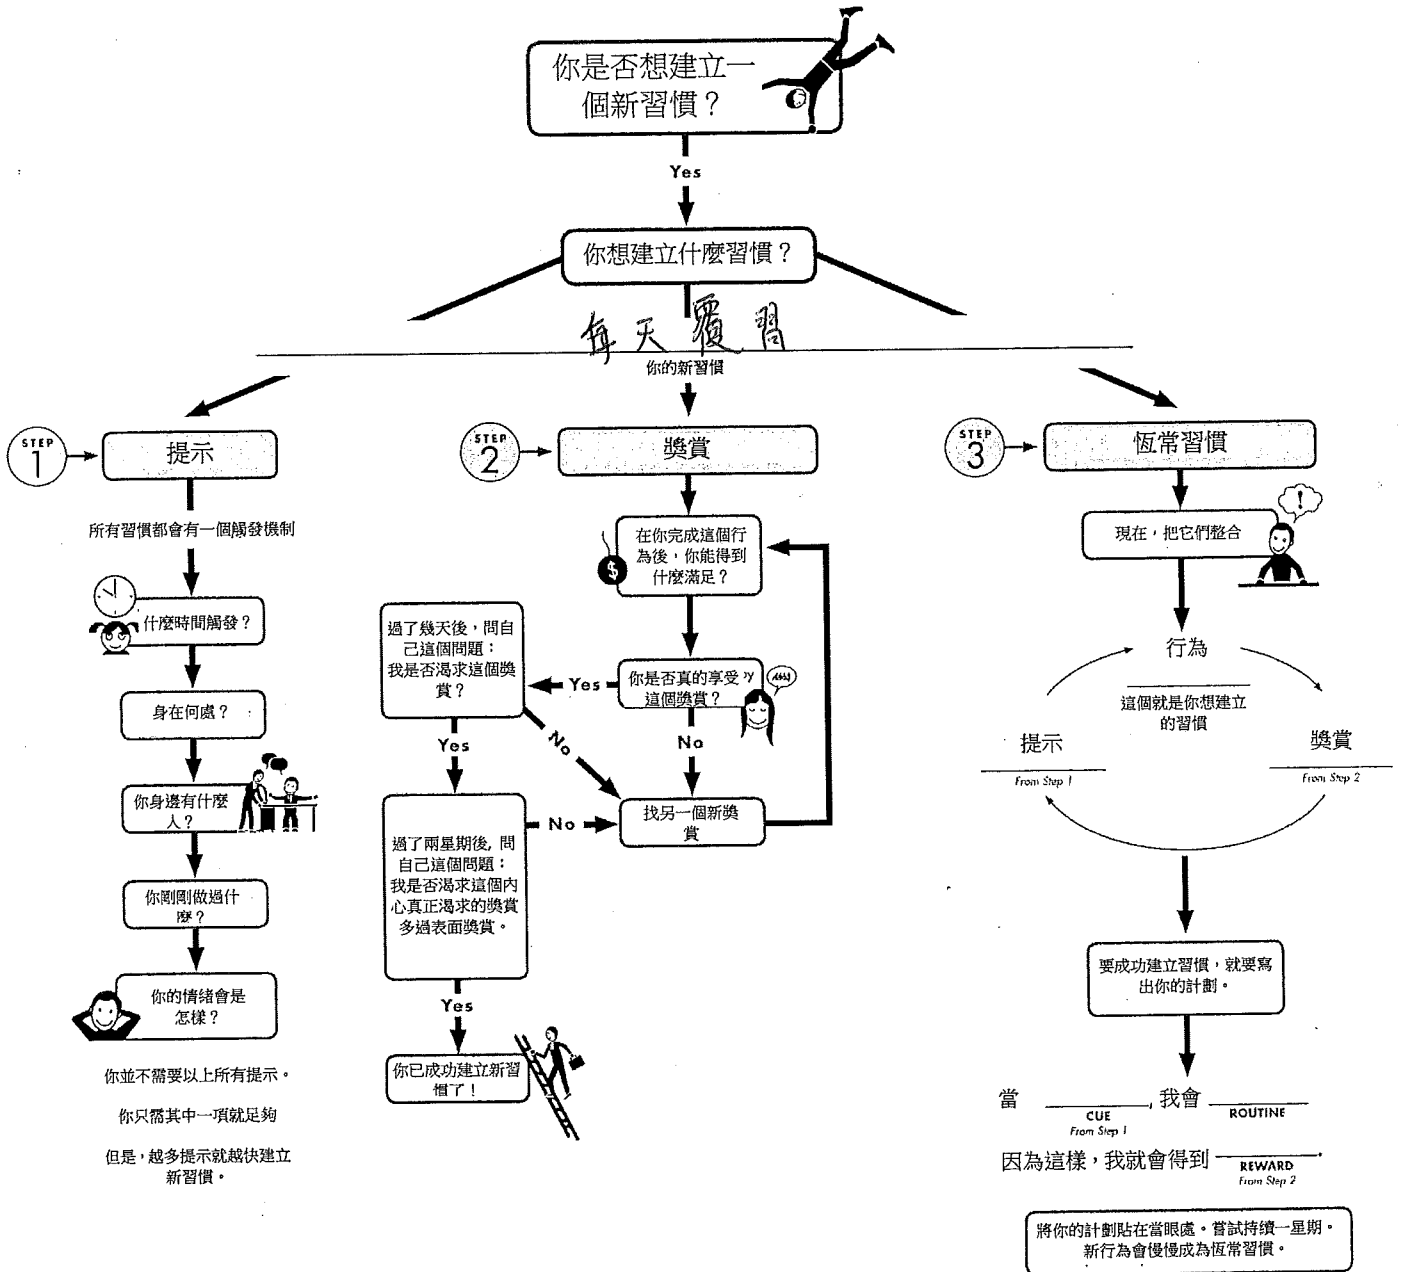 你是否想建立一
個新習慣？
Yes
你想建立什麼習慣？
每天覆習
你的新習慣
STEP
1
提示
所有習慣都會有一個觸發機制
什麼時間觸發？
身在何處？
你身邊有什麼
人？
你剛剛做過什
麼？
你的情緒會是
怎樣？
你並不需要以上所有提示。
你只需其中一項就足夠
但是，越多提示就越快建立
新習慣。
STEP
2
獎賞
在你完成這個行
為後，你能得到
什麼滿足？
$
你是否真的享受
這個獎賞？
Yes
No
過了幾天後，問自
己這個問題：
我是否渴求這個獎
賞？
Yes
No
找另一個新獎
賞
過了兩星期後, 問
自己這個問題：
我是否渴求這個內
心真正渴求的獎賞
多過表面獎賞。
No
Yes
你已成功建立新習
慣了！
STEP
3
恆常習慣
現在，把它們整合
!
行為
這個就是你想建立
的習慣
提示
From Step 1
獎賞
From Step 2
要成功建立習慣，就要寫
出你的計劃。
當 ______, 我會 ______
CUE
From Step 1
ROUTINE
因為這樣，我就會得到 ______.
REWARD
From Step 2
將你的計劃貼在當眼處。嘗試持續一星期。
新行為會慢慢成為恆常習慣。